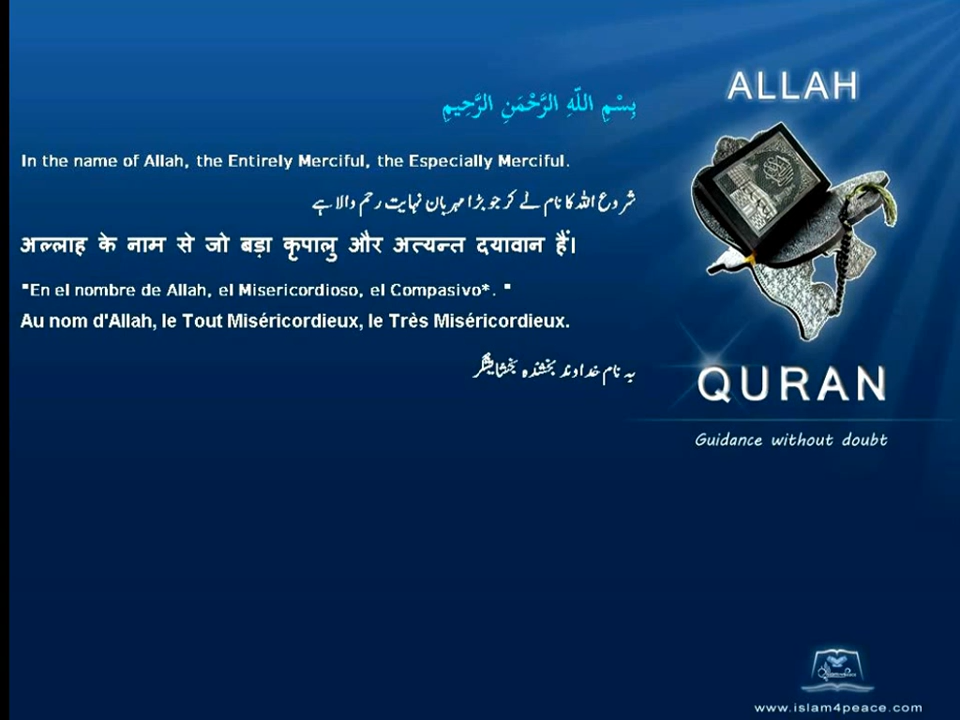 بِسْمِ اللّهِ الرَّحْمَنِ الرَّحِيمِ
In the name of Allah, the Entirely Merciful, the Especially Merciful.
شروع الله کا نام لے کر جو بڑا مہربان نہایت رحم والا ہے
अल्लाह के नाम से जो बड़ा कृपालु और अत्यन्त दयावान हैं।
"En el nombre de Allah, el Misericordioso, el Compasivo*. "
Au nom d'Allah, le Tout Miséricordieux, le Très Miséricordieux.
به نام خداوند بخشنده بخشایشگر
ALLAH
QURAN
Guidance without doubt
www.islam4peace.com